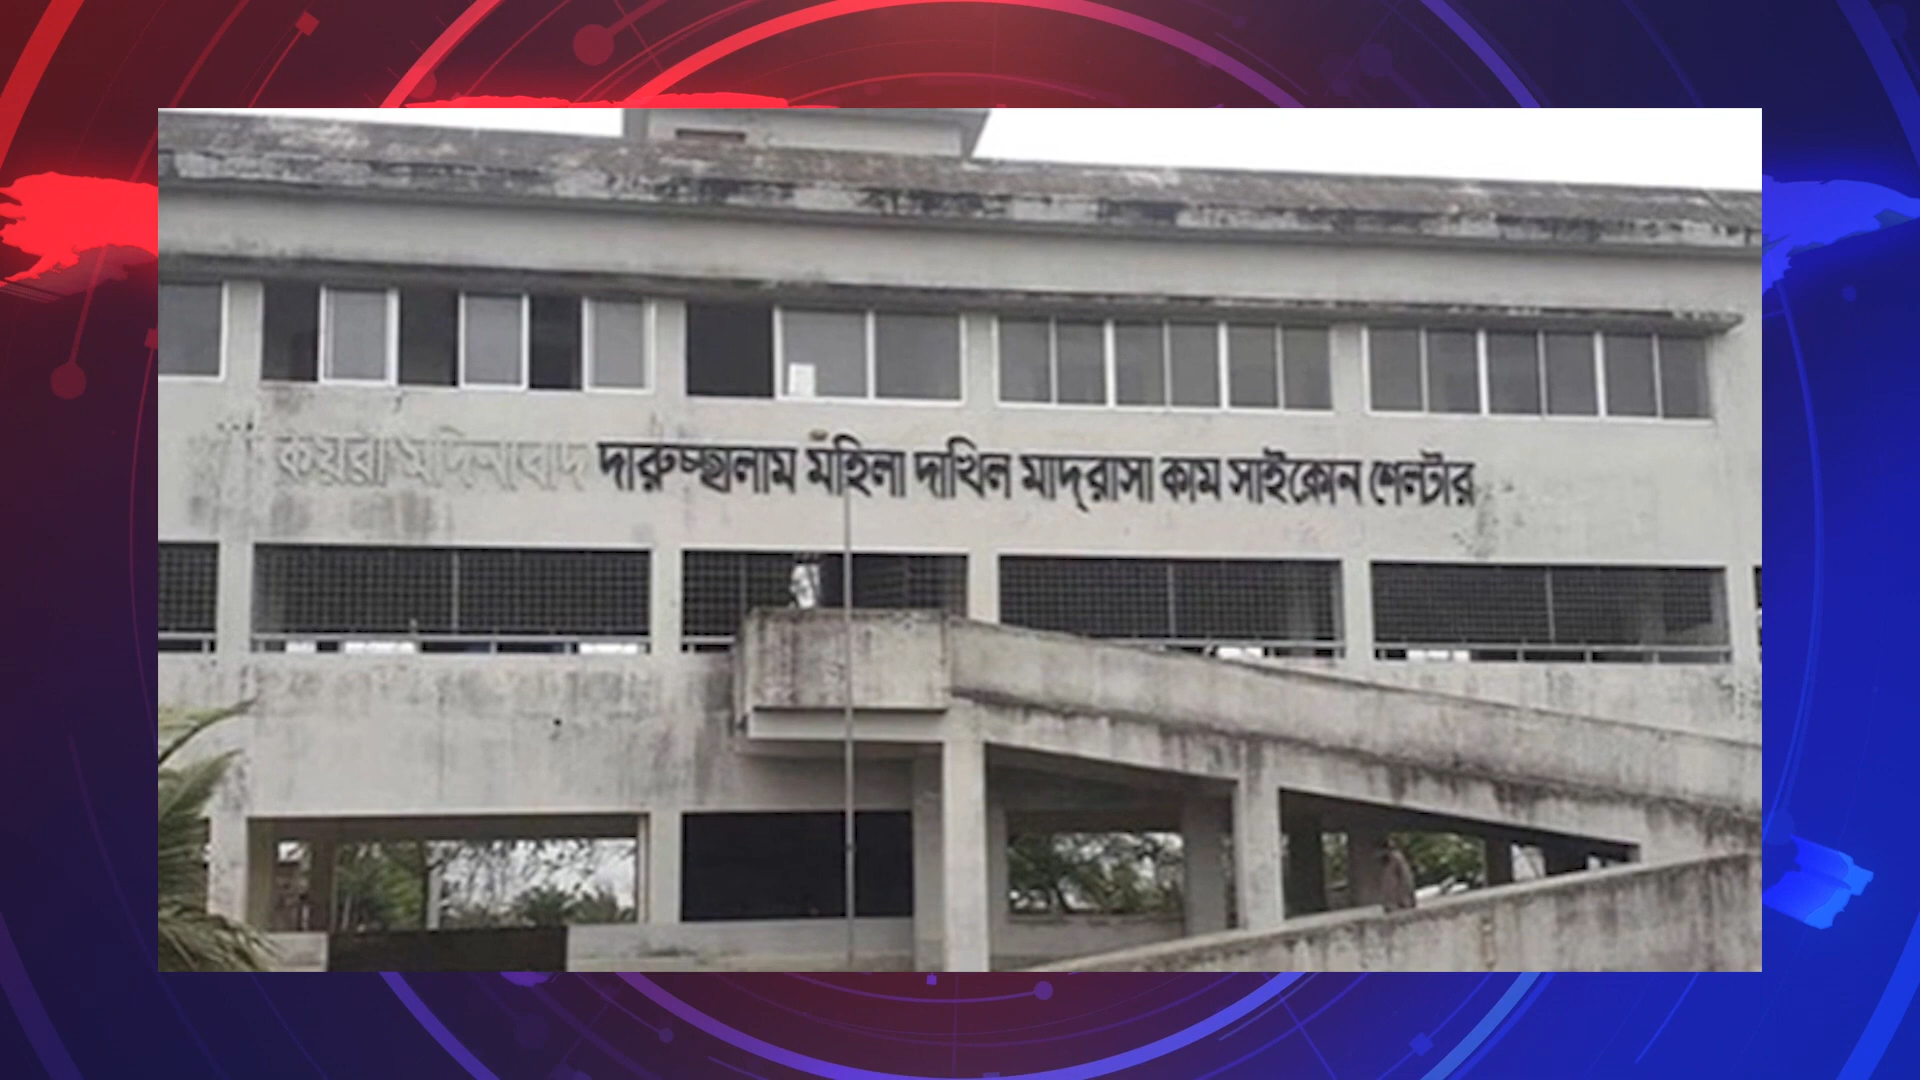 কয়রা মদিনাবাদ দারুচ্ছালাম মহিলা দাখিল মাদ্রাসা কাম সাইক্লোন শেল্টার